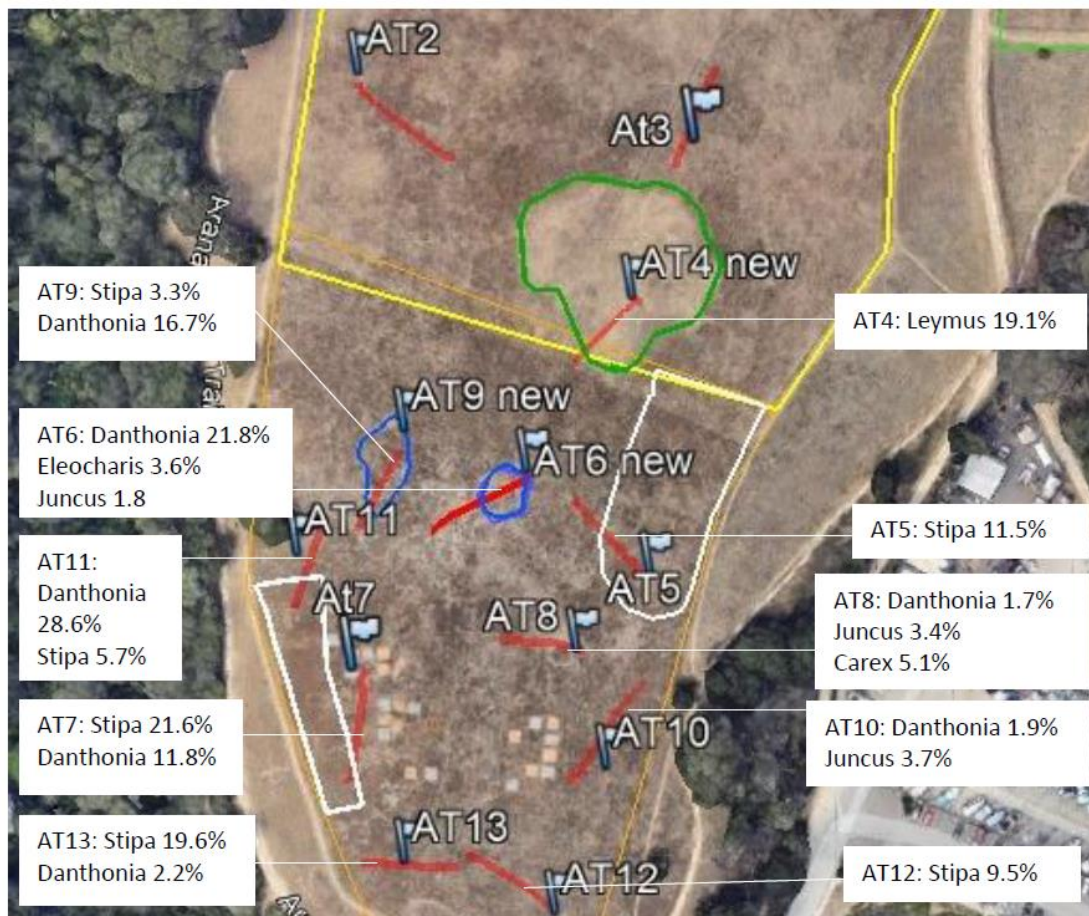 AT2
At3
AT4 new
AT9: Stipa 3.3%
Danthonia 16.7%
AT4: Leymus 19.1%
AT9 new
AT6: Danthonia 21.8%
Eleocharis 3.6%
Juncus 1.8
AT6 new
AT11
AT5: Stipa 11.5%
AT11:
Danthonia
28.6%
Stipa 5.7%
At7
AT5
AT8
AT8: Danthonia 1.7%
Juncus 3.4%
Carex 5.1%
AT7: Stipa 21.6%
Danthonia 11.8%
AT10
AT10: Danthonia 1.9%
Juncus 3.7%
AT13: Stipa 19.6%
Danthonia 2.2%
AT13
AT12
AT12: Stipa 9.5%